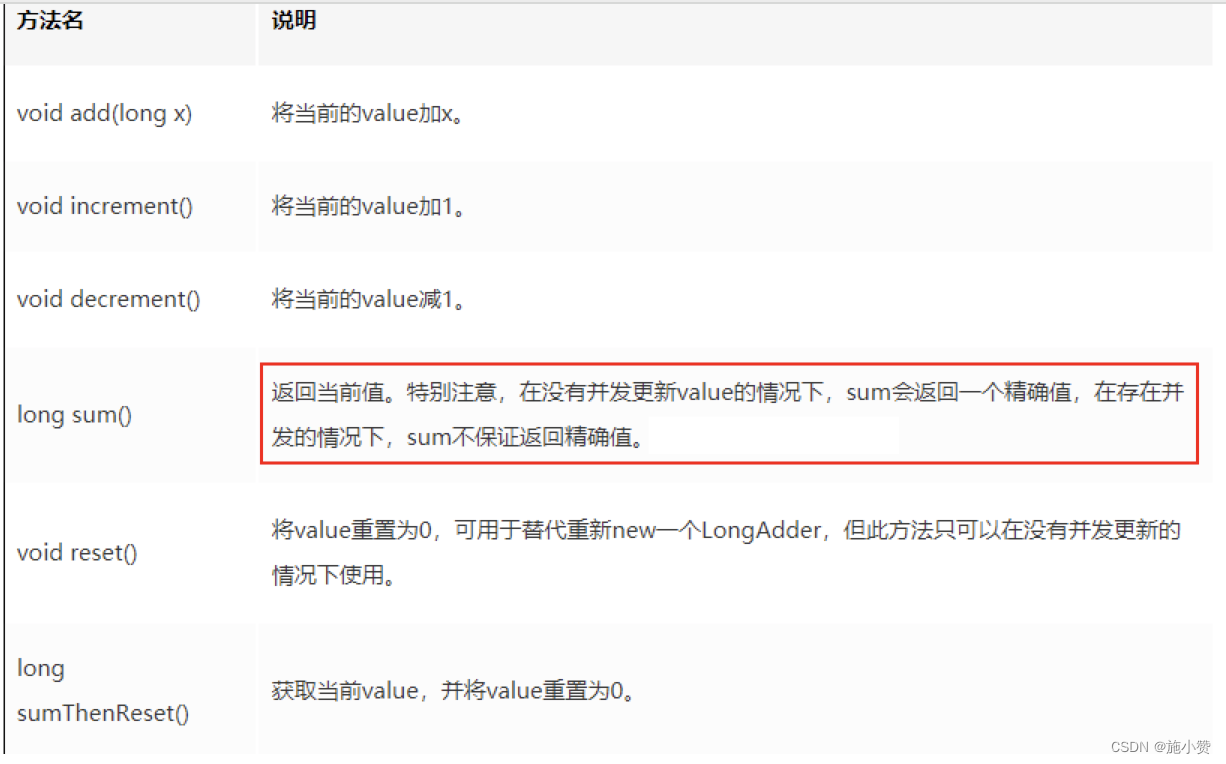 方法名 说明
void add(long x) 将当前的value加x。
void increment() 将当前的value加1。
void decrement() 将当前的value减1。
long sum() 返回当前值。特别注意，在没有并发更新value的情况下，sum会返回一个精确值，在存在并
发的情况下，sum不保证返回精确值。
void reset() 将value重置为0，可用于替代重新new一个LongAdder，但此方法只可以在没有并发更新的
情况下使用。
long
sumThenReset() 获取当前value，并将value重置为0。
CSDN @施小赞